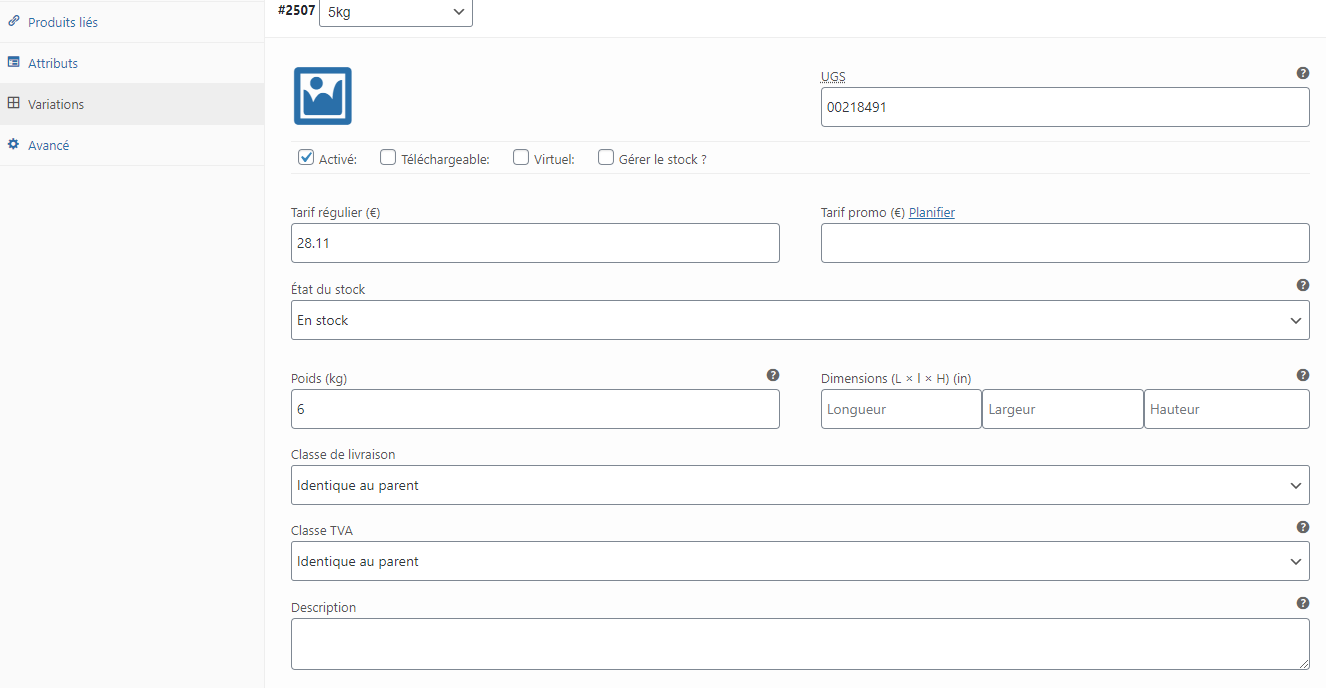 #2507 5kg
Produits liés
Attributs
Variations
Avancé
UGS ?
00218491
Activé: Téléchargeable: Virtuel: Gérer le stock ?
Tarif régulier (€) Tarif promo (€) Planifier
28.11
État du stock ?
En stock
Poids (kg) ? Dimensions (L × l × H) (in) ?
6 Longueur Largeur Hauteur
Classe de livraison
Identique au parent
Classe TVA ?
Identique au parent
Description ?